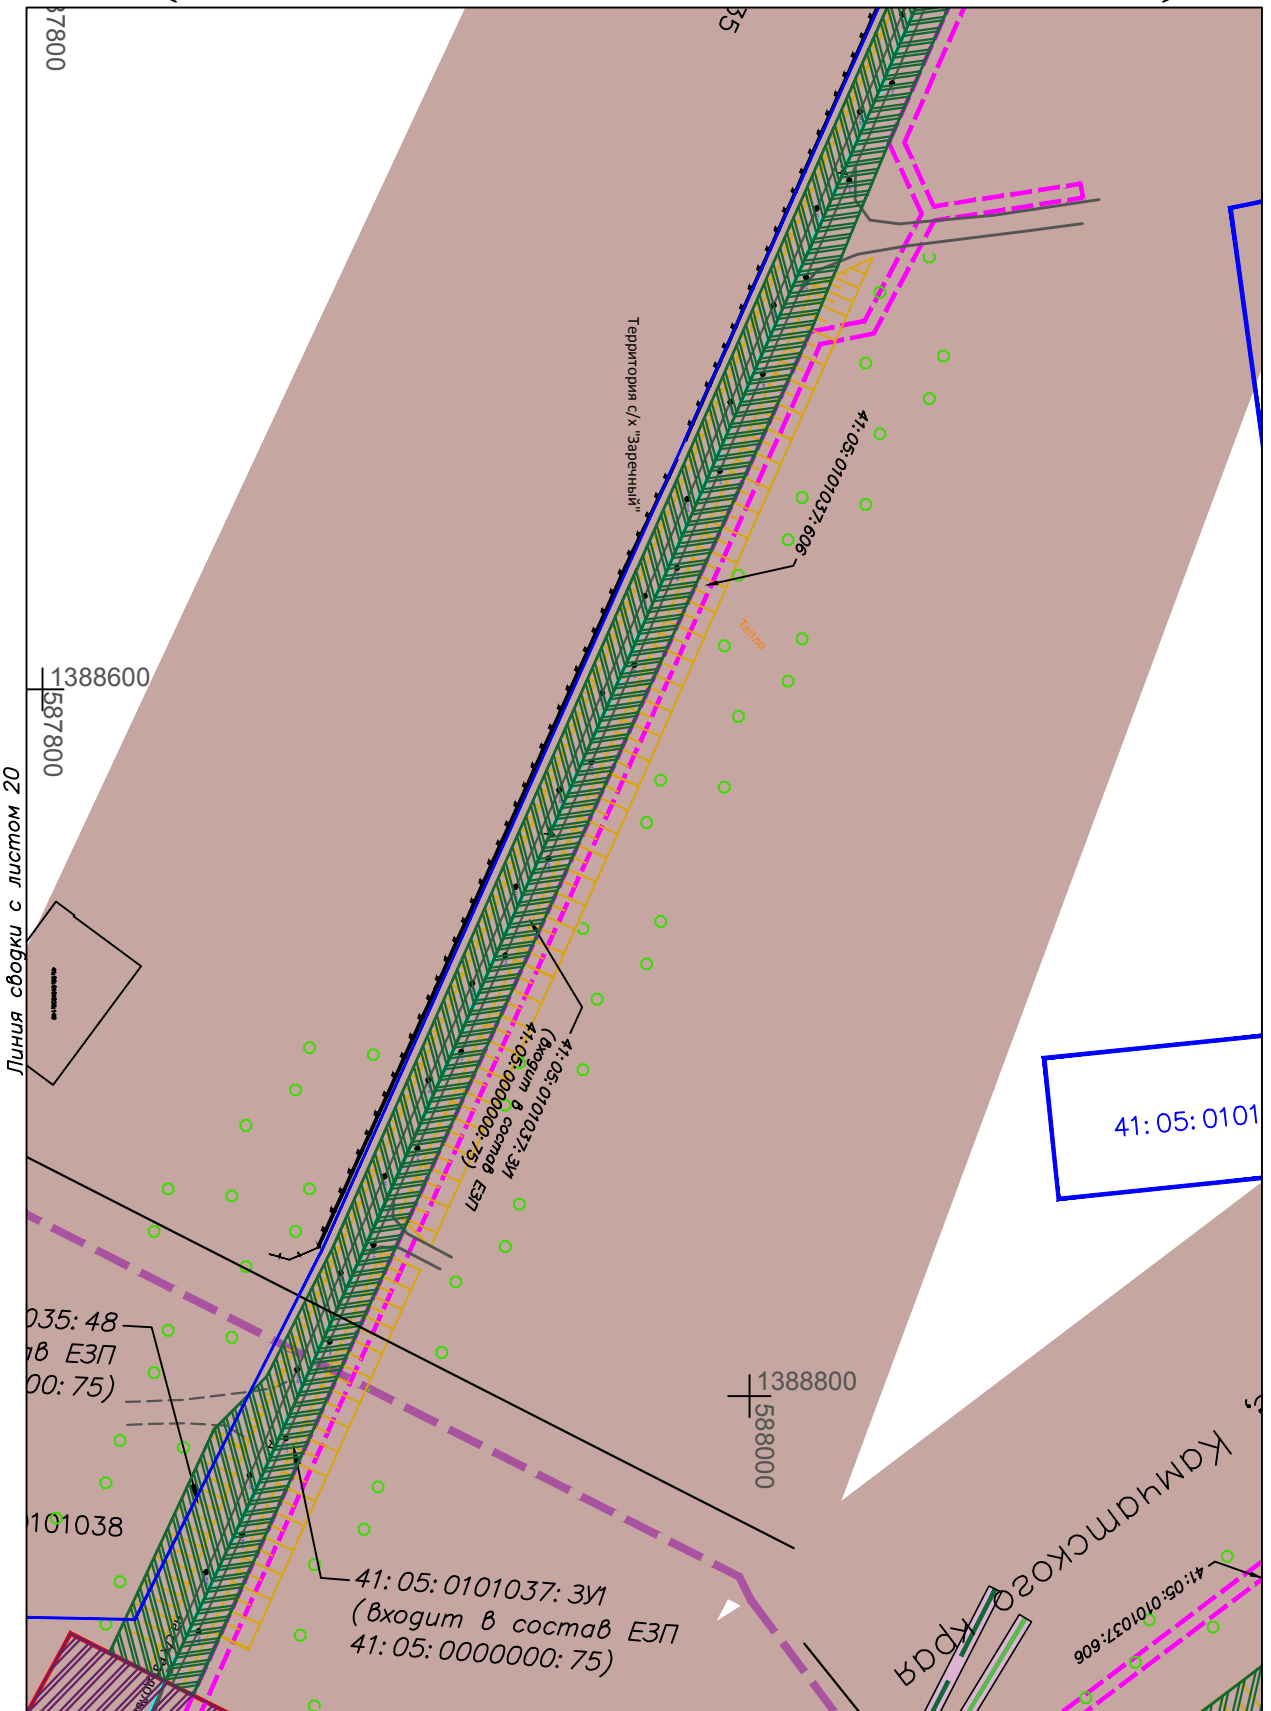 37800
35
Территория с/х "Заречный"
41:05:0101037:606
Тепло
1388600
587800
Линия сводки с листом 20
41:05:0101037:ЗУ1
(входит в состав ЕЗП
41:05:0000000:75)
41:05:0101
035:48
ав ЕЗП
00:75)
1388800
588000
0101038
41:05:0101037:ЗУ1
(входит в состав ЕЗП
41:05:0000000:75)
Камчатского края
41:05:0101037:606